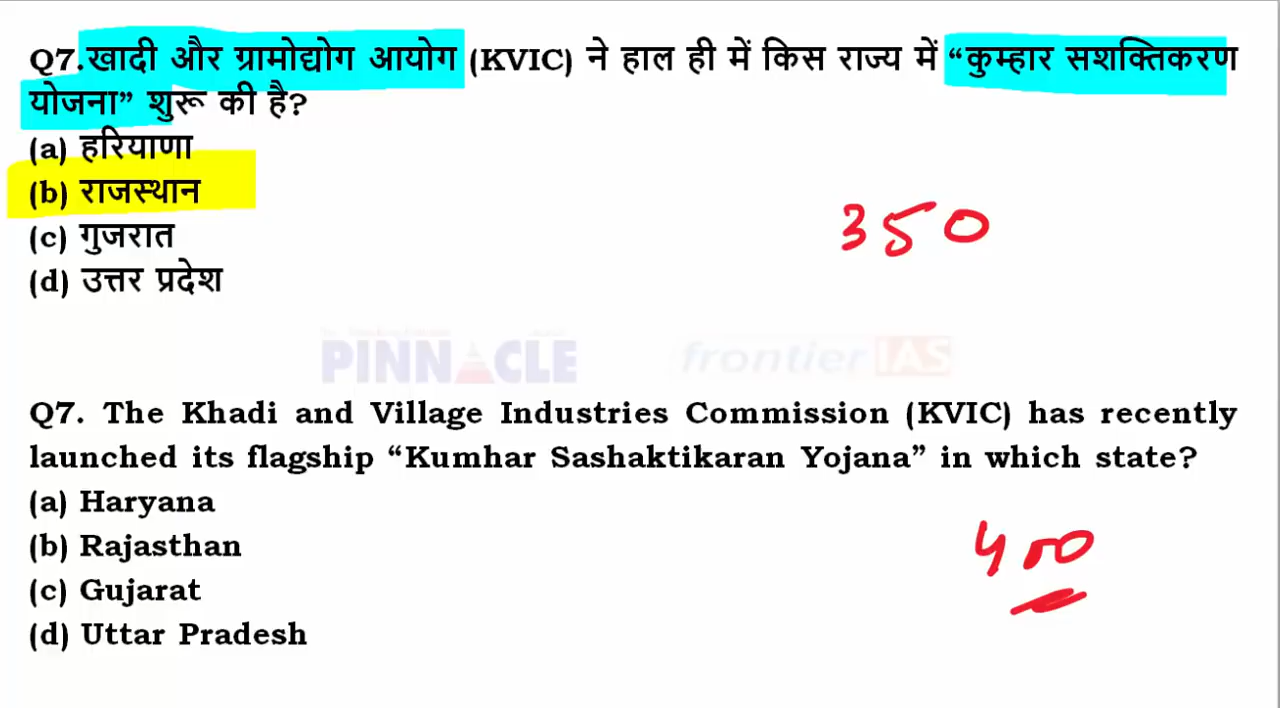 Q7.खादी और ग्रामोद्योग आयोग (KVIC) ने हाल ही में किस राज्य में “कुम्हार सशक्तिकरण
योजना” शुरू की है?
(a) हरियाणा
(b) राजस्थान
(c) गुजरात
(d) उत्तर प्रदेश
350
PINNACLE frontier IAS
Q7. The Khadi and Village Industries Commission (KVIC) has recently
launched its flagship “Kumhar Sashaktikaran Yojana” in which state?
(a) Haryana
(b) Rajasthan
(c) Gujarat
(d) Uttar Pradesh
400